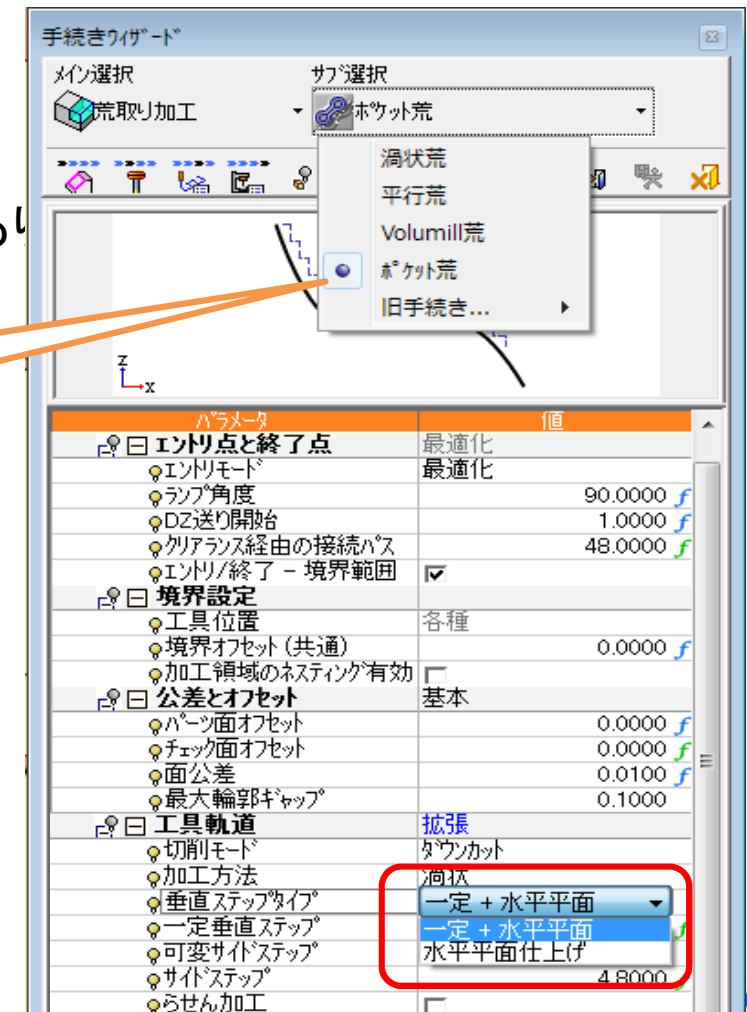 手続きウィザード
メイン選択 サブ選択
荒取り加工 ポケット荒
渦状荒
平行荒
Volumill荒
ポケット荒
旧手続き...
z
x
パラメータ 値
エントリ点と終了点 最適化
エントリモード 最適化
ランプ角度 90.0000 f
DZ送り開始 1.0000 f
クリアランス経由の接続パス 48.0000 f
エントリ/終了 - 境界範囲
境界設定
工具位置 各種
境界オフセット(共通) 0.0000 f
加工領域のネスティング有効
公差とオフセット 基本
パーツ面オフセット 0.0000 f
チェック面オフセット 0.0000 f
面公差 0.0100 f
最大輪郭ギャップ 0.1000
工具軌道 拡張
切削モード ダウンカット
加工方法 渦状
垂直ステップタイプ 一定 + 水平平面
一定垂直ステップ 一定 + 水平平面 f
可変サイドステップ 水平平面仕上げ
サイドステップ 4.8000 f
らせん加工